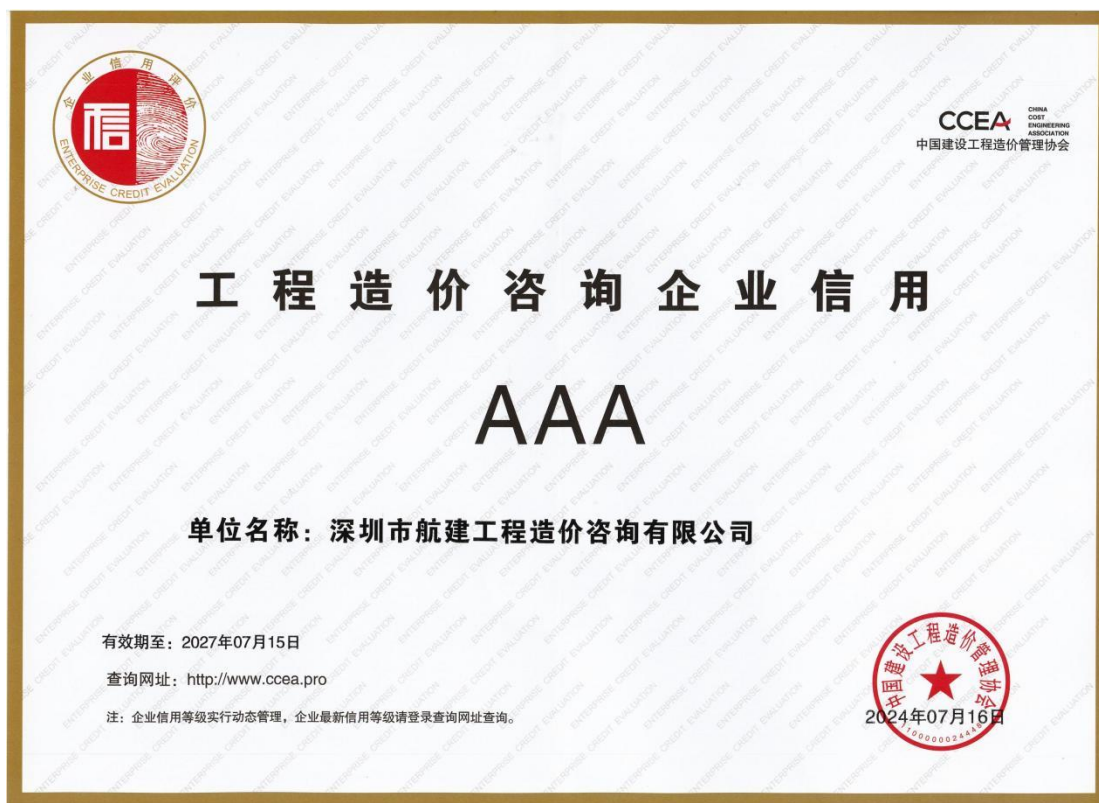 企业信用评价
信
ENTERPRISE CREDIT EVALUATION
CCEA
CHINA
COST
ENGINEERING
ASSOCIATION
中国建设工程造价管理协会
工程造价咨询企业信用
AAA
单位名称：深圳市航建工程造价咨询有限公司
有效期至：2027年07月15日
查询网址：http://www.ccea.pro
注：企业信用等级实行动态管理，企业最新信用等级请登录查询网址查询。
中国建设工程造价管理协会
2024年07月16日